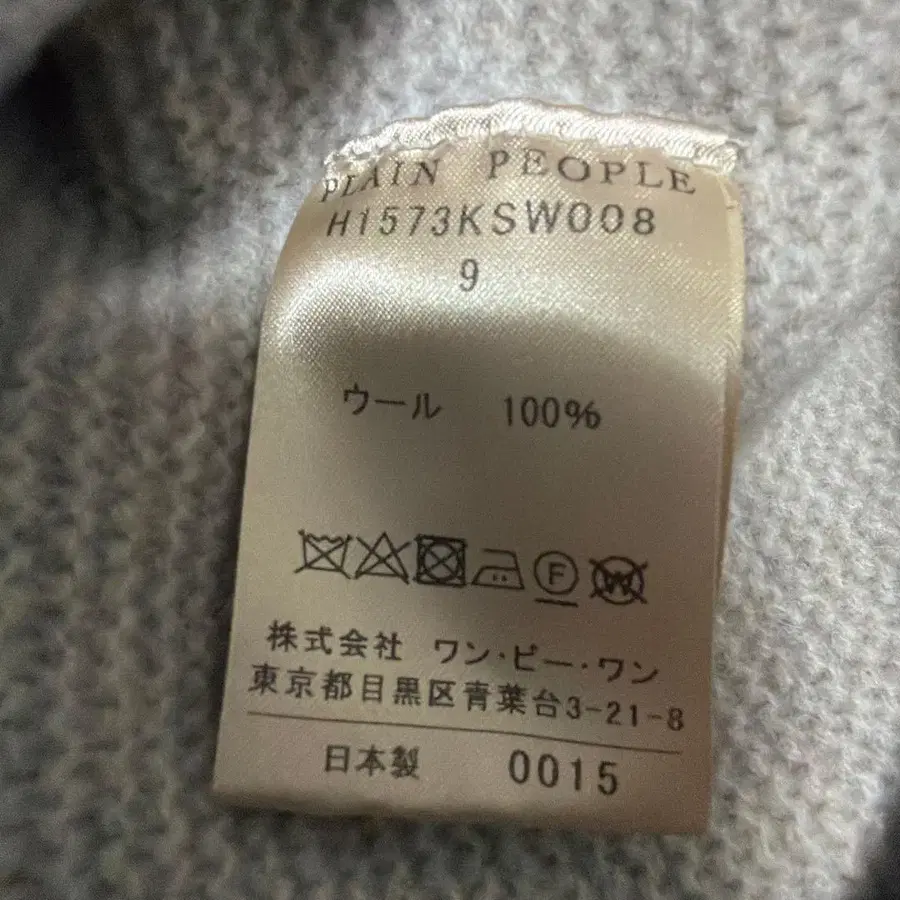 PLAIN PEOPLE
H1573KSW008
9
ウール 100%
F W
株式会社 ワン・ピー・ワン
東京都目黒区青葉台3-21-8
日本製 0015